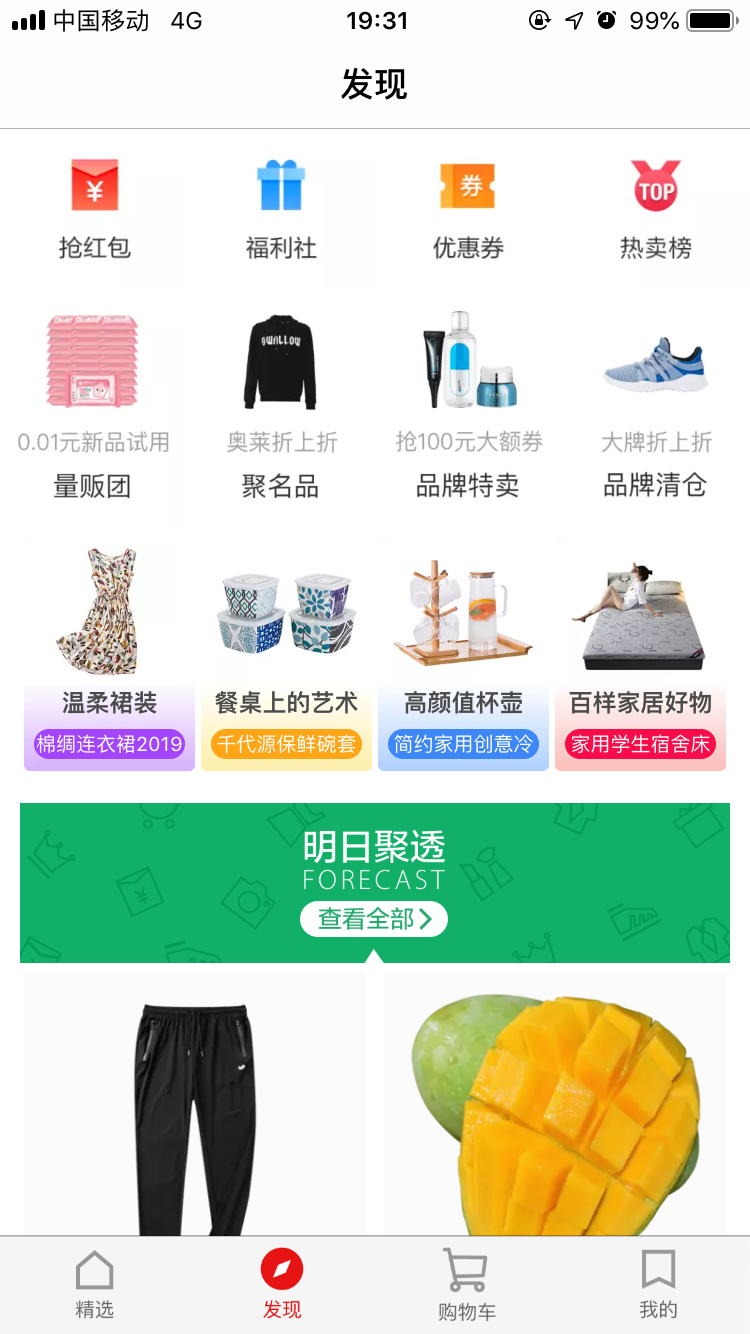 中国移动 4G 19:31 99%
发现
¥ 券 TOP
抢红包 福利社 优惠券 热卖榜
SWALLOW
0.01元新品试用 奥莱折上折 抢100元大额券 大牌折上折
量贩团 聚名品 品牌特卖 品牌清仓
温柔裙装 餐桌上的艺术 高颜值杯壶 百样家居好物
棉绸连衣裙2019 千代源保鲜碗套 简约家用创意冷 家用学生宿舍床
明日聚透
FORECAST
查看全部
精选 发现 购物车 我的